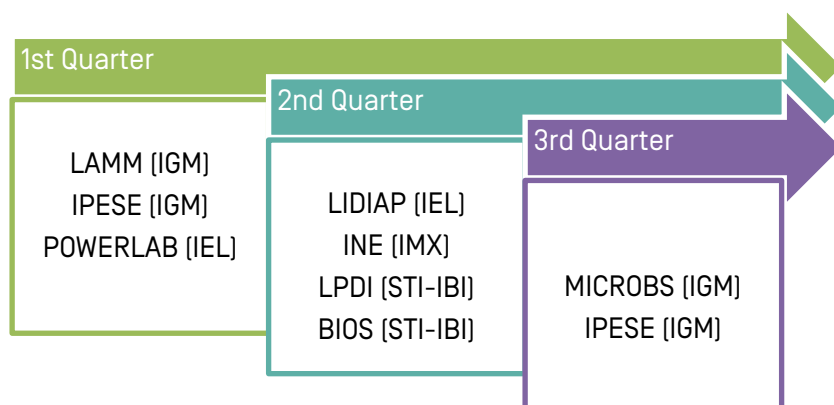 1st Quarter
LAMM (IGM)
IPESE (IGM)
POWERLAB (IEL)
2nd Quarter
LIDIAP (IEL)
INE (IMX)
LPDI (STI-IBI)
BIOS (STI-IBI)
3rd Quarter
MICROBS (IGM)
IPESE (IGM)